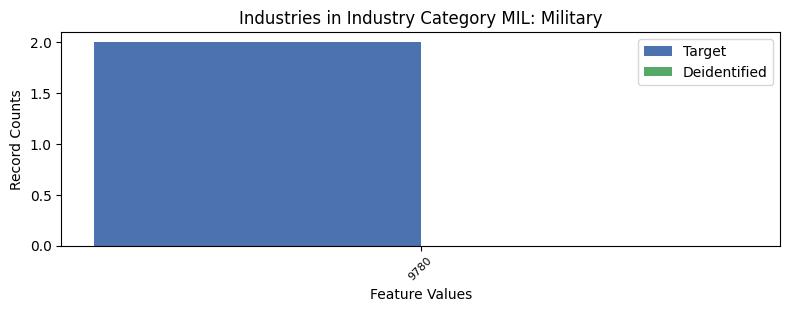 Industries in Industry Category MIL: Military
Target
Deidentified
Record Counts
2.0
1.5
1.0
0.5
0.0
9780
Feature Values